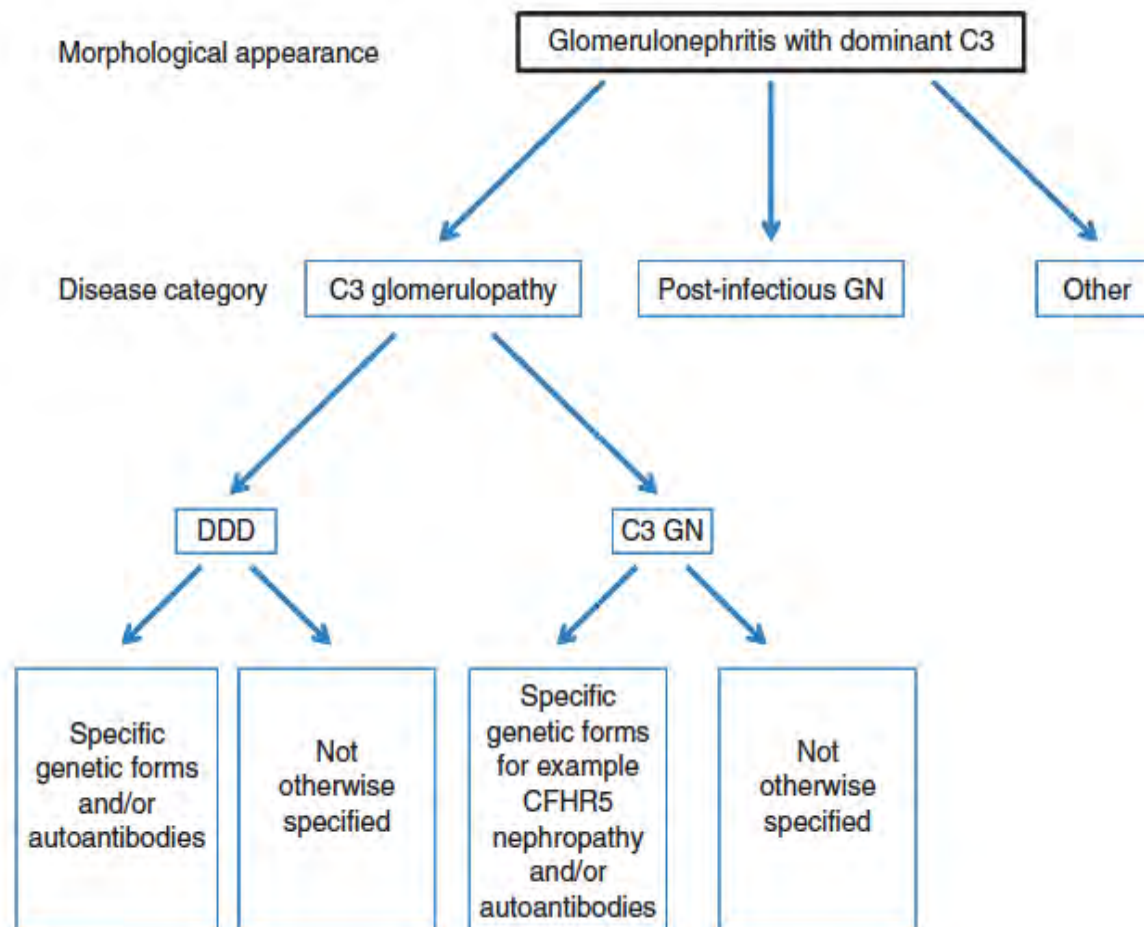 Morphological appearance
Glomerulonephritis with dominant C3
Disease category
C3 glomerulopathy
Post-infectious GN
Other
DDD
C3 GN
Specific
genetic forms
and/or
autoantibodies
Not
otherwise
specified
Specific
genetic forms
for example
CFHR5
nephropathy
and/or
autoantibodies
Not
otherwise
specified